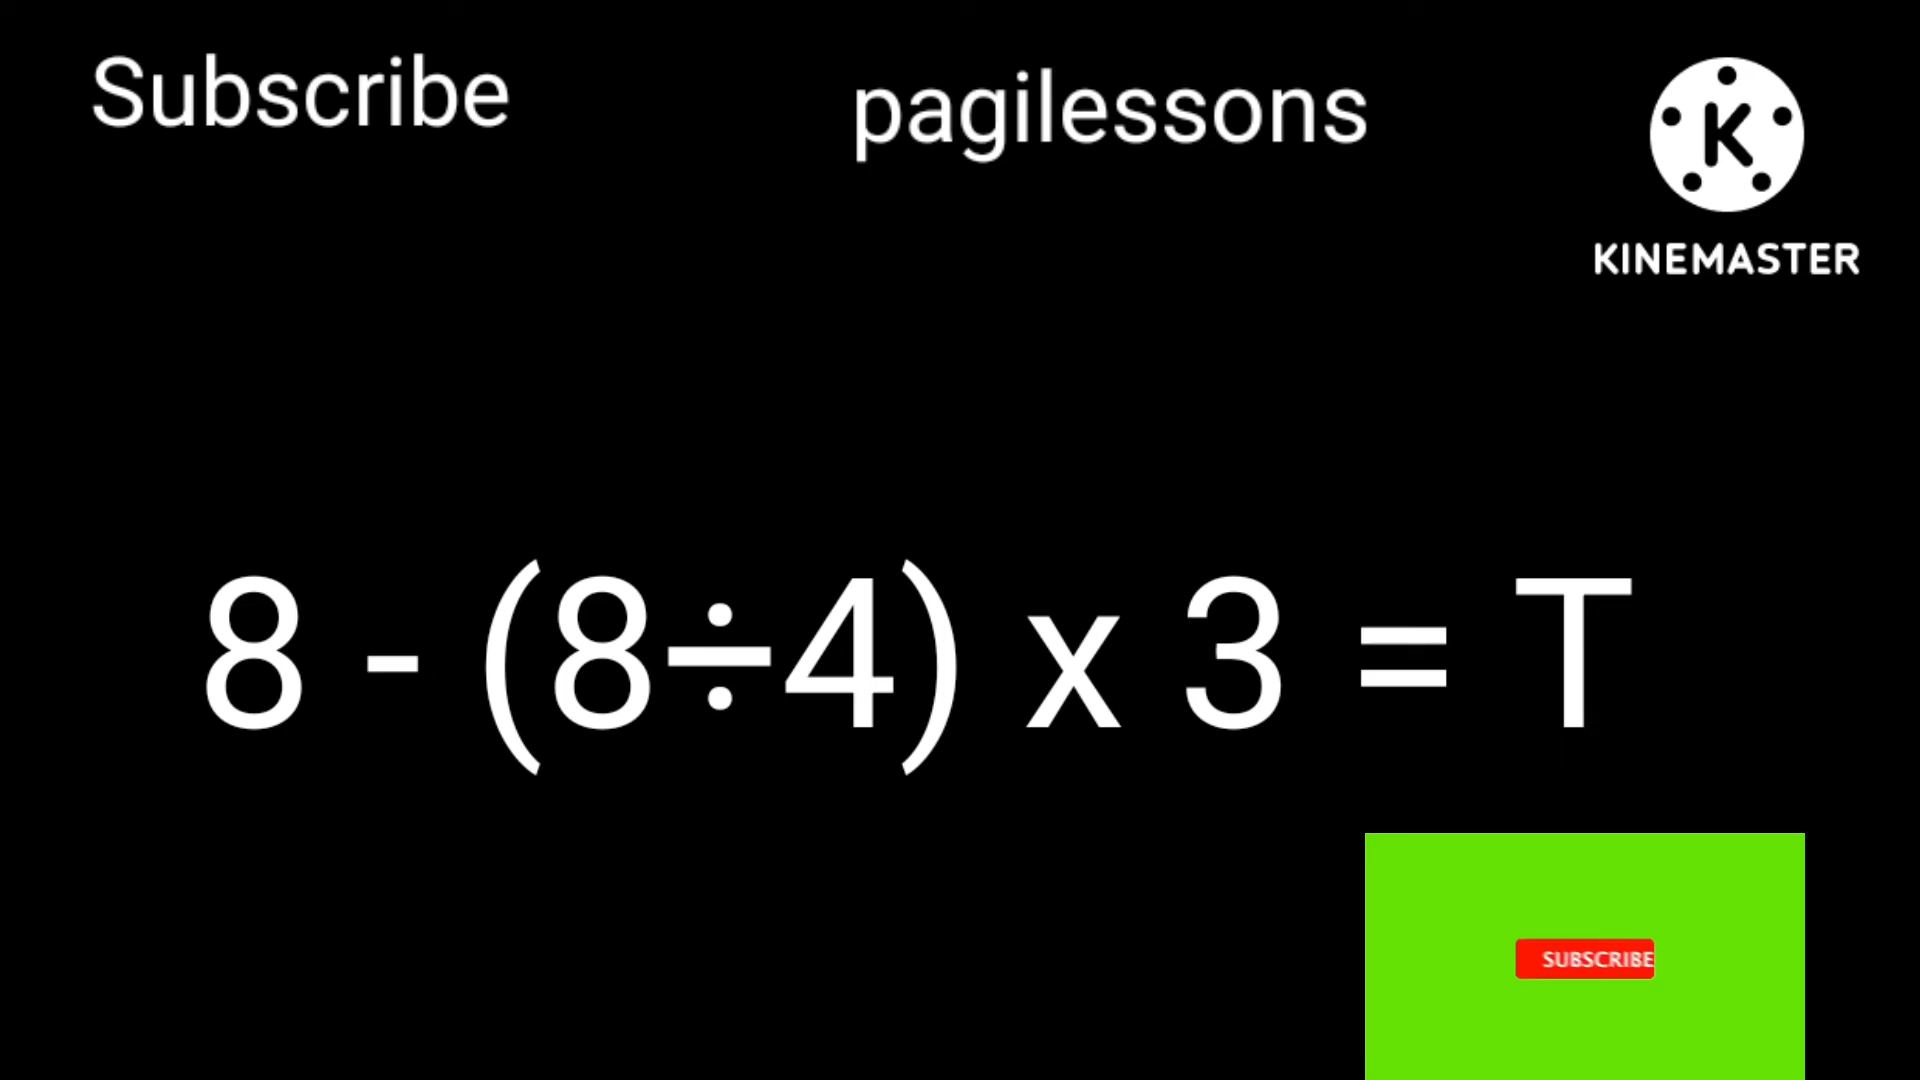 Subscribe
pagilessons
K
KINEMASTER
8 - (8÷4) x 3 = T
SUBSCRIBE